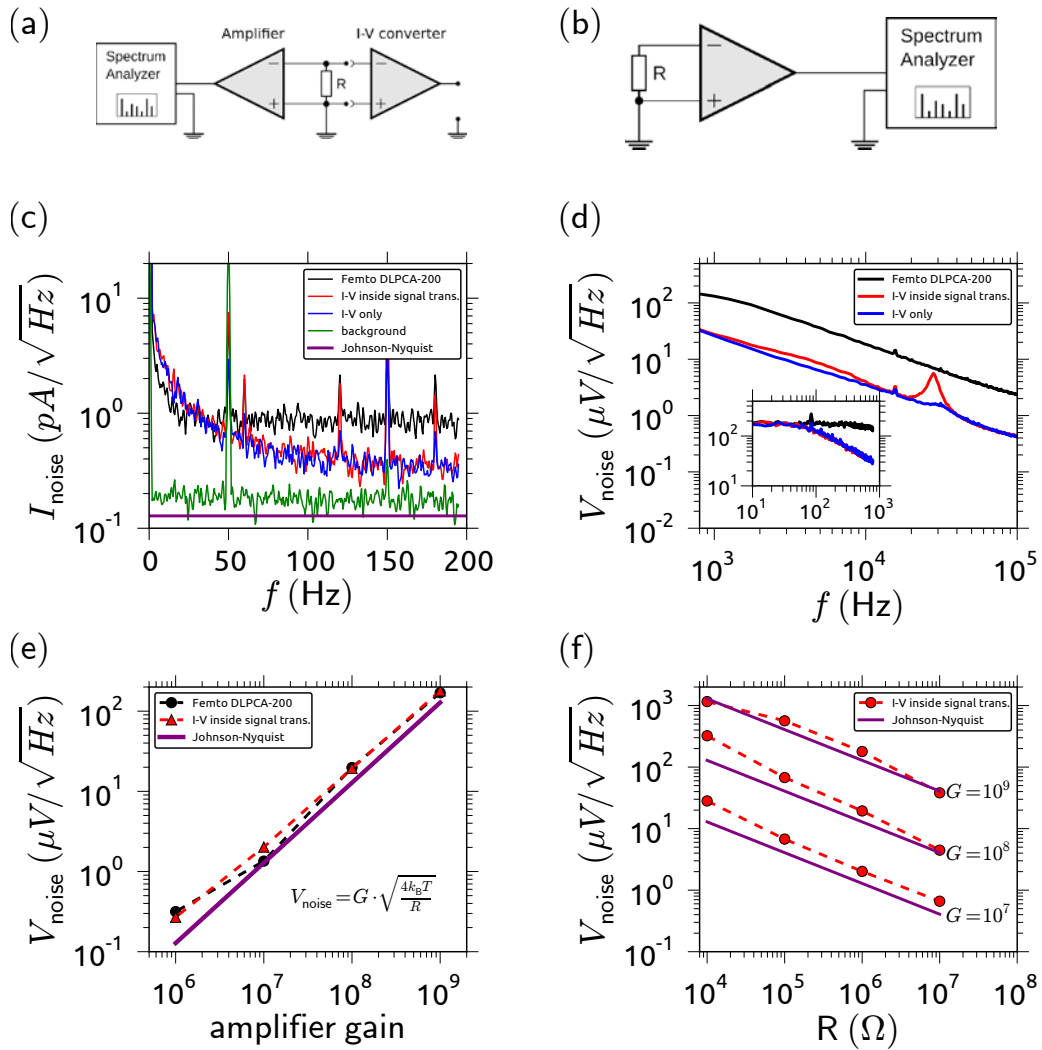 (a)
Amplifier
I-V converter
Spectrum
Analyzer
R
−
+
−
+
(b)
R
−
+
Spectrum
Analyzer
(c)
I_noise (pA/√Hz)
10^1
10^0
10^-1
0 50 100 150 200
f (Hz)
Femto DLPCA-200
I-V inside signal trans.
I-V only
background
Johnson-Nyquist
(d)
V_noise (μV/√Hz)
10^2
10^1
10^0
10^-1
10^-2
10^3 10^4 10^5
f (Hz)
Femto DLPCA-200
I-V inside signal trans.
I-V only
10^2
10^1
10^1 10^2 10^3
(e)
V_noise (μV/√Hz)
10^2
10^1
10^0
10^-1
10^6 10^7 10^8 10^9
amplifier gain
Femto DLPCA-200
I-V inside signal trans.
Johnson-Nyquist
V_noise = G · √(4k_BT/R)
(f)
V_noise (μV/√Hz)
10^3
10^2
10^1
10^0
10^-1
10^4 10^5 10^6 10^7 10^8
R (Ω)
I-V inside signal trans.
Johnson-Nyquist
G = 10^9
G = 10^8
G = 10^7